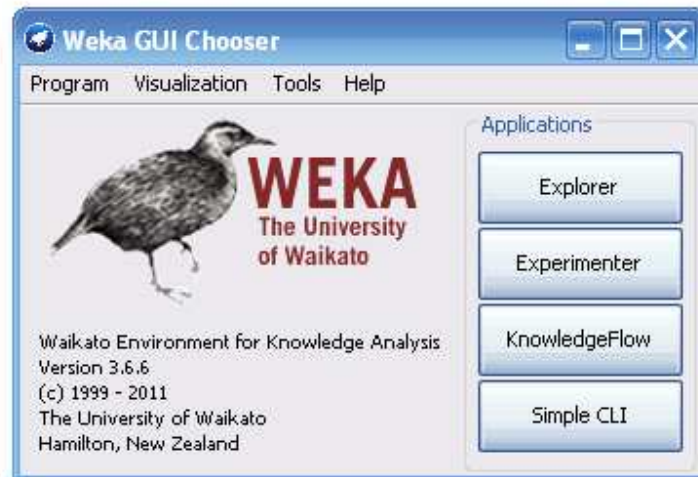 Weka GUI Chooser
Program Visualization Tools Help
WEKA
The University
of Waikato
Waikato Environment for Knowledge Analysis
Version 3.6.6
(c) 1999 - 2011
The University of Waikato
Hamilton, New Zealand
Applications
Explorer
Experimenter
KnowledgeFlow
Simple CLI